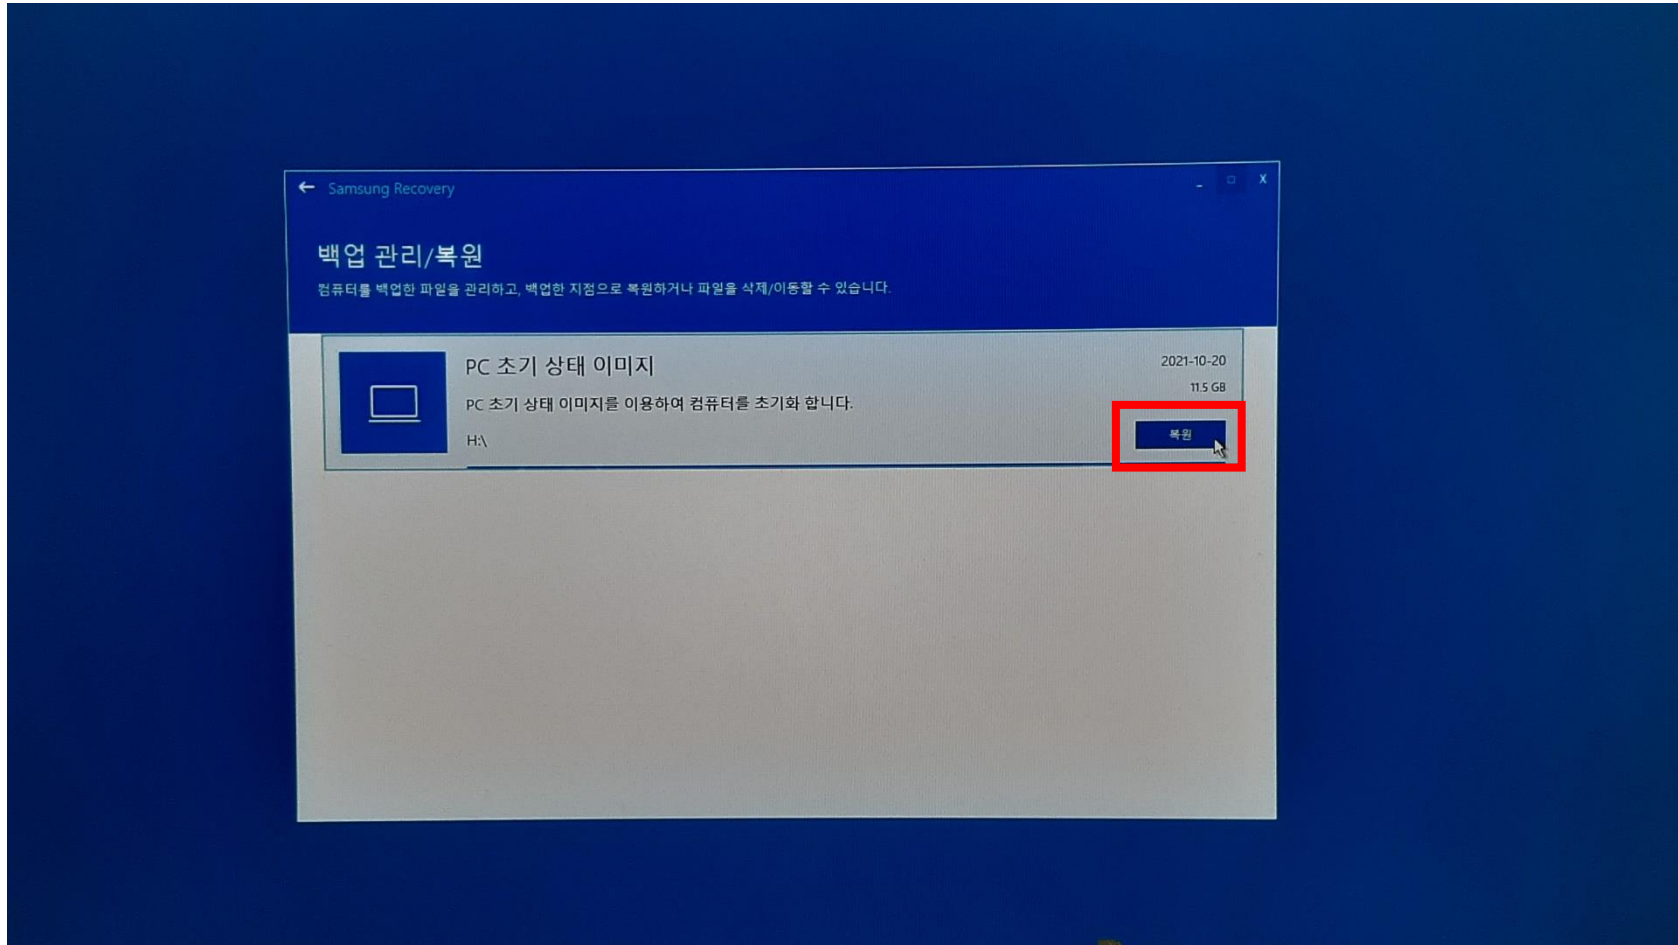 Samsung Recovery
백업 관리/복원
컴퓨터를 백업한 파일을 관리하고, 백업한 지점으로 복원하거나 파일을 삭제/이동할 수 있습니다.
PC 초기 상태 이미지
2021-10-20
11.5 GB
PC 초기 상태 이미지를 이용하여 컴퓨터를 초기화 합니다.
H:\
복원